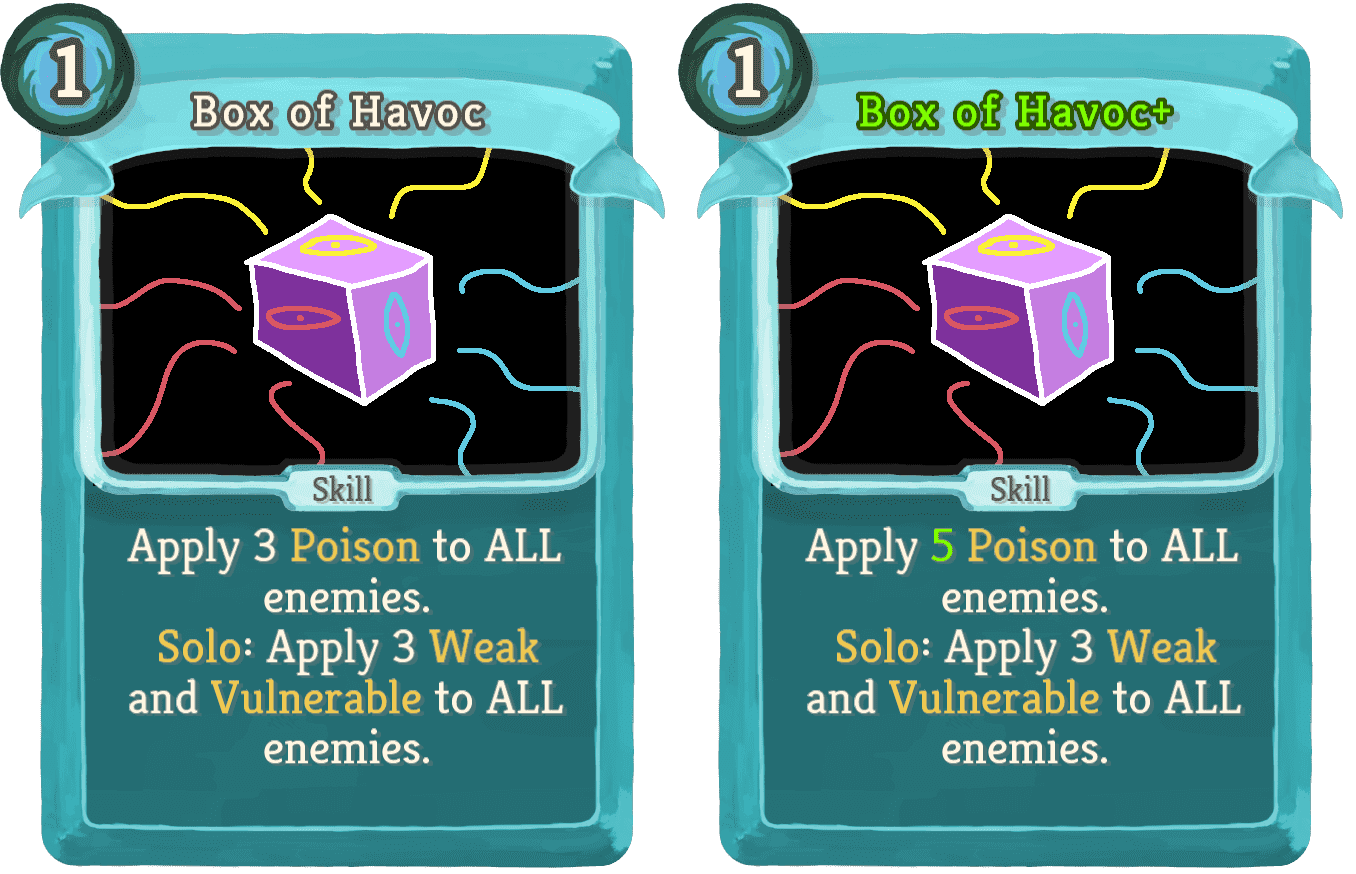 1
Box of Havoc
Skill
Apply 3 Poison to ALL
enemies.
Solo: Apply 3 Weak
and Vulnerable to ALL
enemies.
1
Box of Havoc+
Skill
Apply 5 Poison to ALL
enemies.
Solo: Apply 3 Weak
and Vulnerable to ALL
enemies.